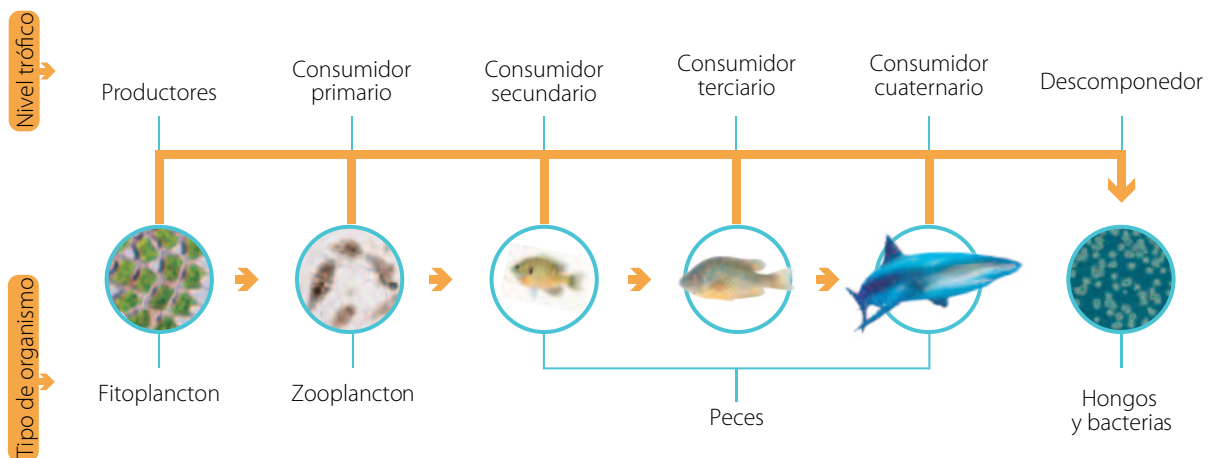 Nivel trófico
Productores
Consumidor
primario
Consumidor
secundario
Consumidor
terciario
Consumidor
cuaternario
Descomponedor
Tipo de organismo
Fitoplancton
Zooplancton
Peces
Hongos
y bacterias